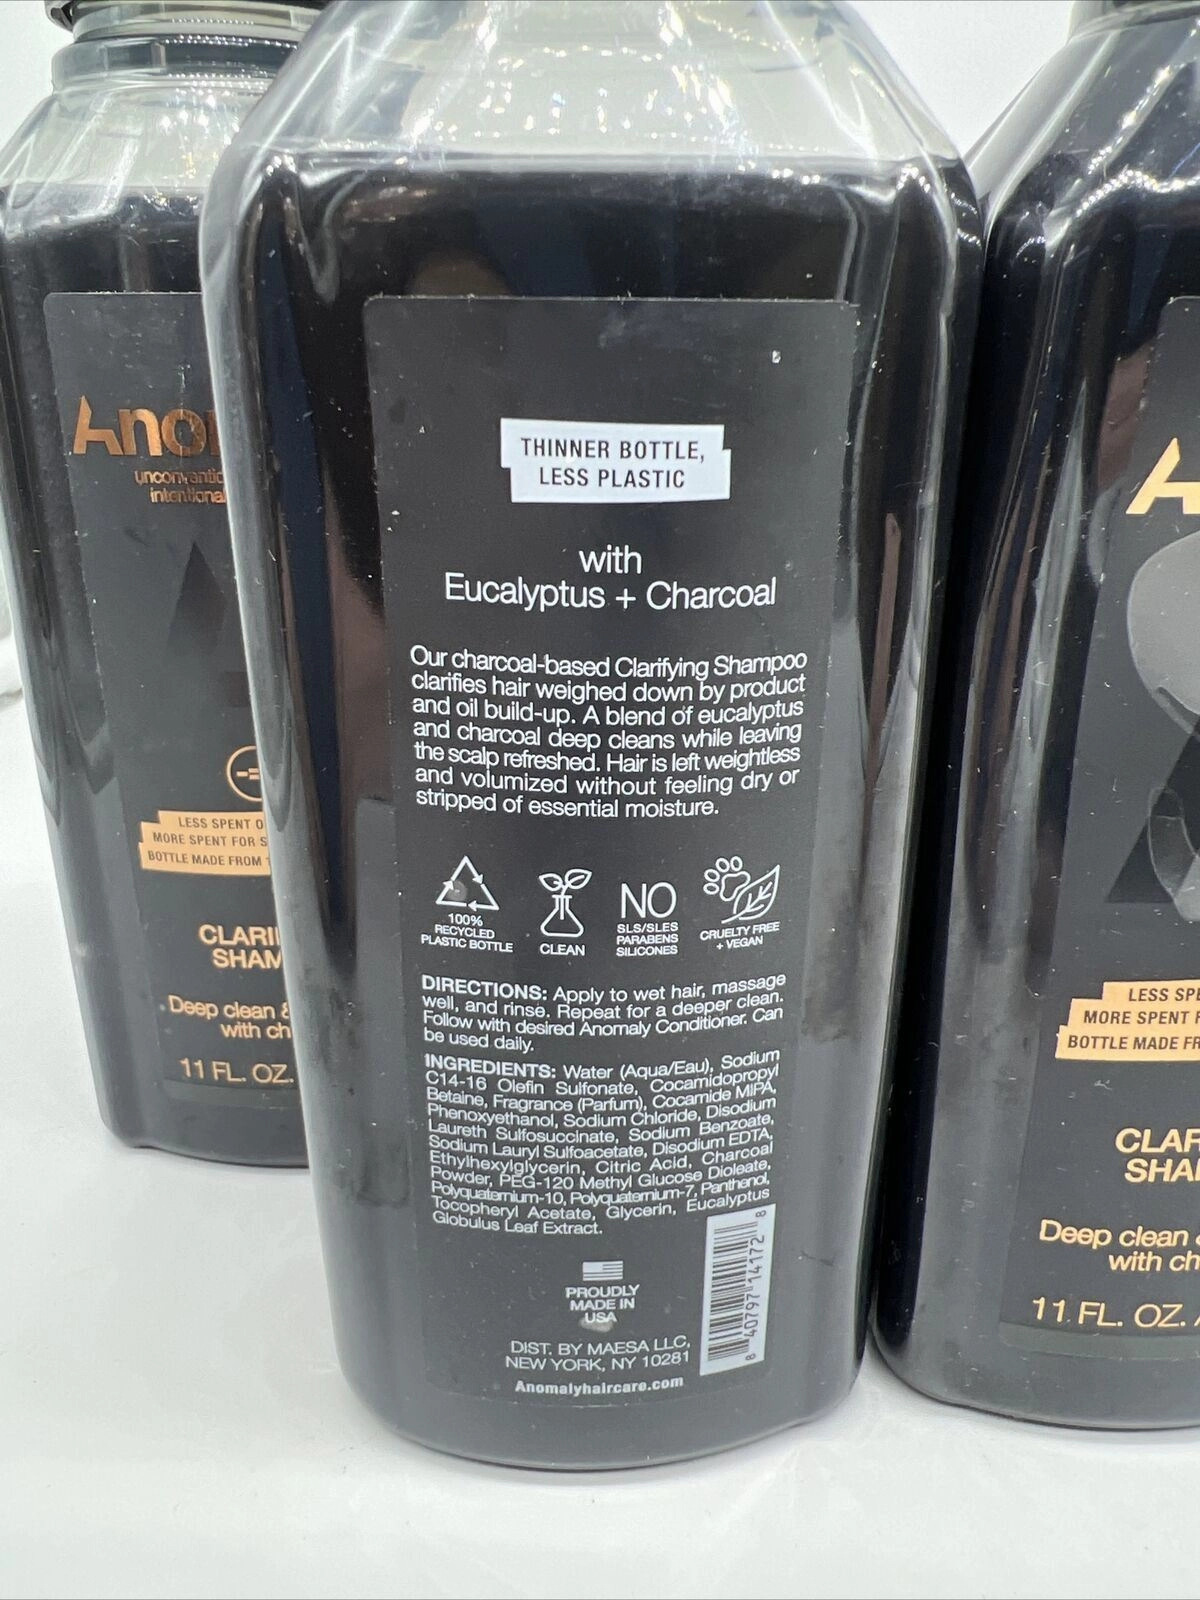 THINNER BOTTLE,
LESS PLASTIC
with
Eucalyptus + Charcoal
Our charcoal-based Clarifying Shampoo
clarifies hair weighed down by product
and oil build-up. A blend of eucalyptus
and charcoal deep cleans while leaving
the scalp refreshed. Hair is left weightless
and volumized without feeling dry or
stripped of essential moisture.
100%
RECYCLED
PLASTIC BOTTLE
CLEAN
NO
SLS/SLES
PARABENS
SILICONES
CRUELTY FREE
+ VEGAN
DIRECTIONS: Apply to wet hair, massage
well, and rinse. Repeat for a deeper clean.
Follow with desired Anomaly Conditioner. Can
be used daily.
INGREDIENTS: Water (Aqua/Eau), Sodium
C14-16 Olefin Sulfonate, Cocamidopropyl
Betaine, Fragrance (Parfum), Cocamide MIPA,
Phenoxyethanol, Sodium Chloride, Disodium
Laureth Sulfosuccinate, Sodium Benzoate,
Sodium Lauryl Sulfoacetate, Disodium EDTA,
Ethylhexylglycerin, Citric Acid, Charcoal
Powder, PEG-120 Methyl Glucose Dioleate,
Polyquaternium-10, Polyquaternium-7, Panthenol,
Tocopheryl Acetate, Glycerin, Eucalyptus
Globulus Leaf Extract.
PROUDLY
MADE IN
USA
DIST. BY MAESA LLC,
NEW YORK, NY 10281
Anomalyhaircare.com
8 40797 14172 8
Ano
intentional
LESS SPENT O
MORE SPENT FOR S
BOTTLE MADE FROM 1
CLARI
SHAM
Deep clean &
with ch
11 FL. OZ.
A
LESS SPE
MORE SPENT F
BOTTLE MADE FR
CLAR
SHA
Deep clean
with ch
11 FL. OZ.